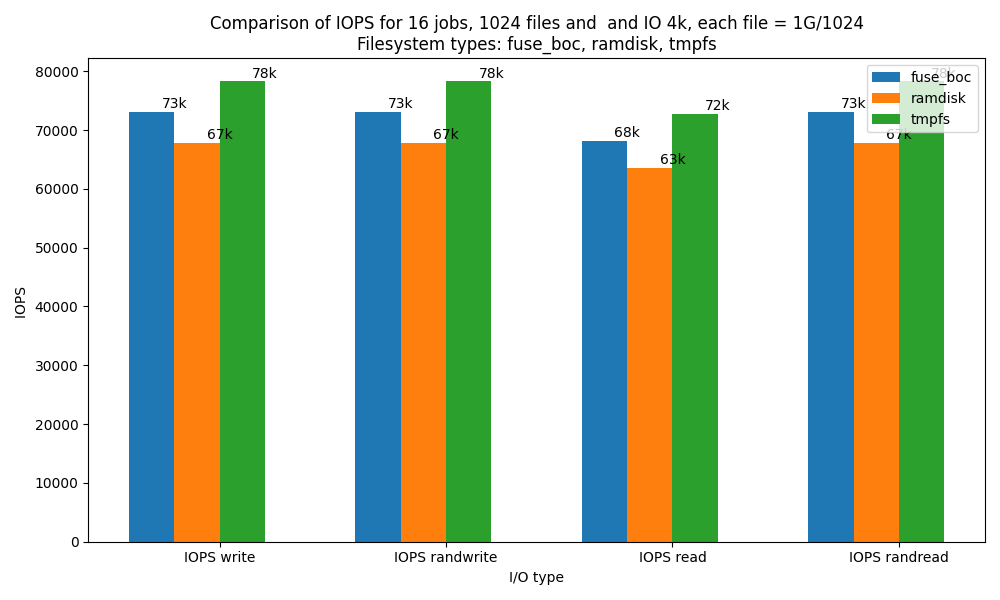 Comparison of IOPS for 16 jobs, 1024 files and  and IO 4k, each file = 1G/1024
Filesystem types: fuse_boc, ramdisk, tmpfs
80000
70000
60000
50000
40000
30000
20000
10000
0
IOPS
73k
67k
78k
73k
67k
78k
68k
63k
72k
73k
67k
78k
fuse_boc
ramdisk
tmpfs
IOPS write
IOPS randwrite
IOPS read
IOPS randread
I/O type